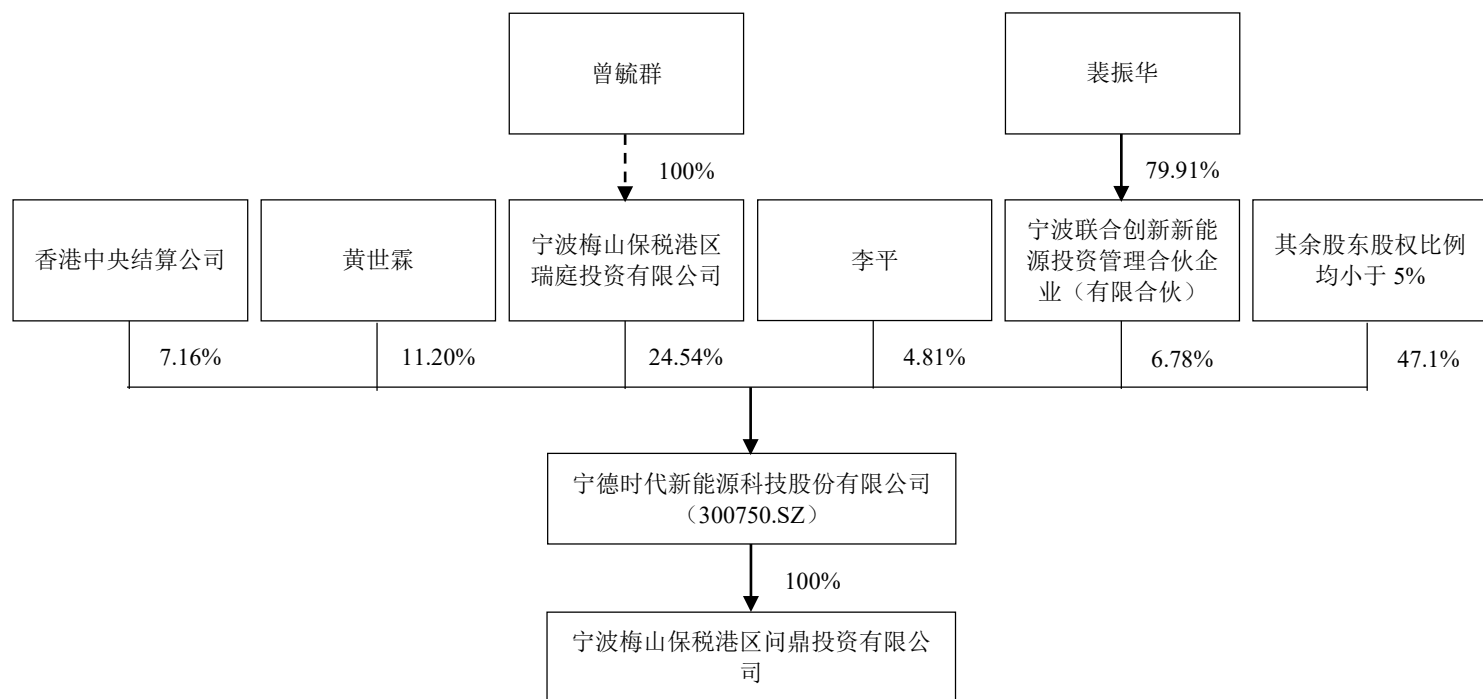 曾毓群
裴振华
100%
79.91%
香港中央结算公司
黄世霖
宁波梅山保税港区
瑞庭投资有限公司
李平
宁波联合创新新能
源投资管理合伙企
业（有限合伙）
其余股东股权比例
均小于 5%
7.16%
11.20%
24.54%
4.81%
6.78%
47.1%
宁德时代新能源科技股份有限公司
（300750.SZ）
100%
宁波梅山保税港区问鼎投资有限公
司